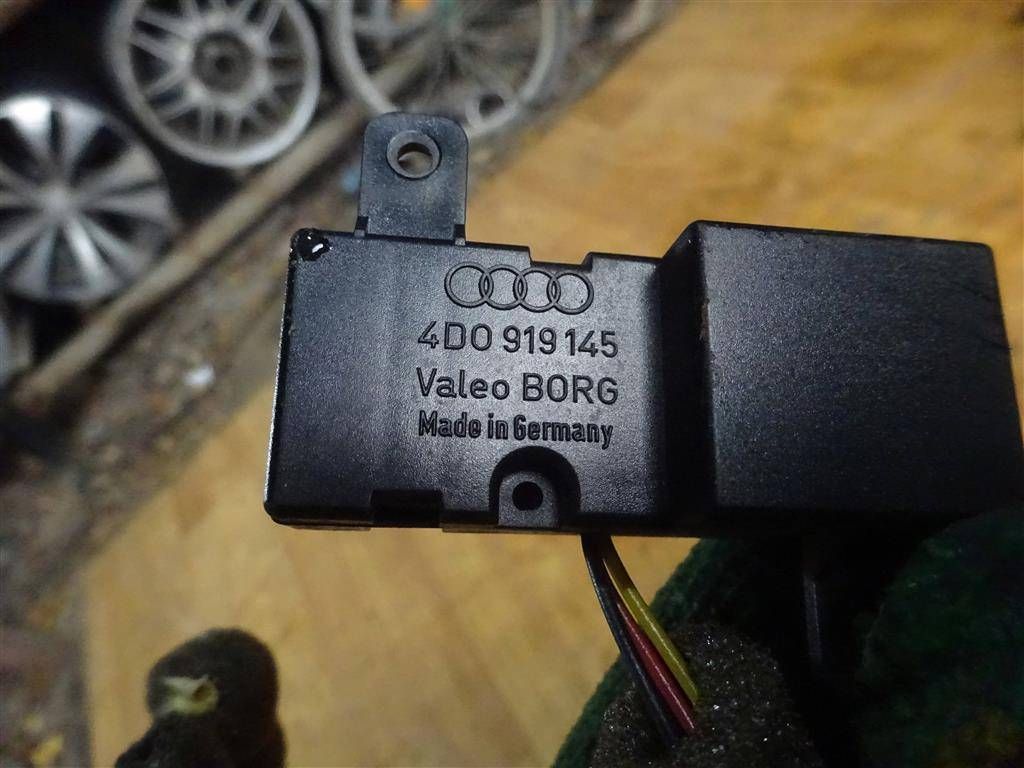 4D0 919 145
Valeo BORG
Made in Germany